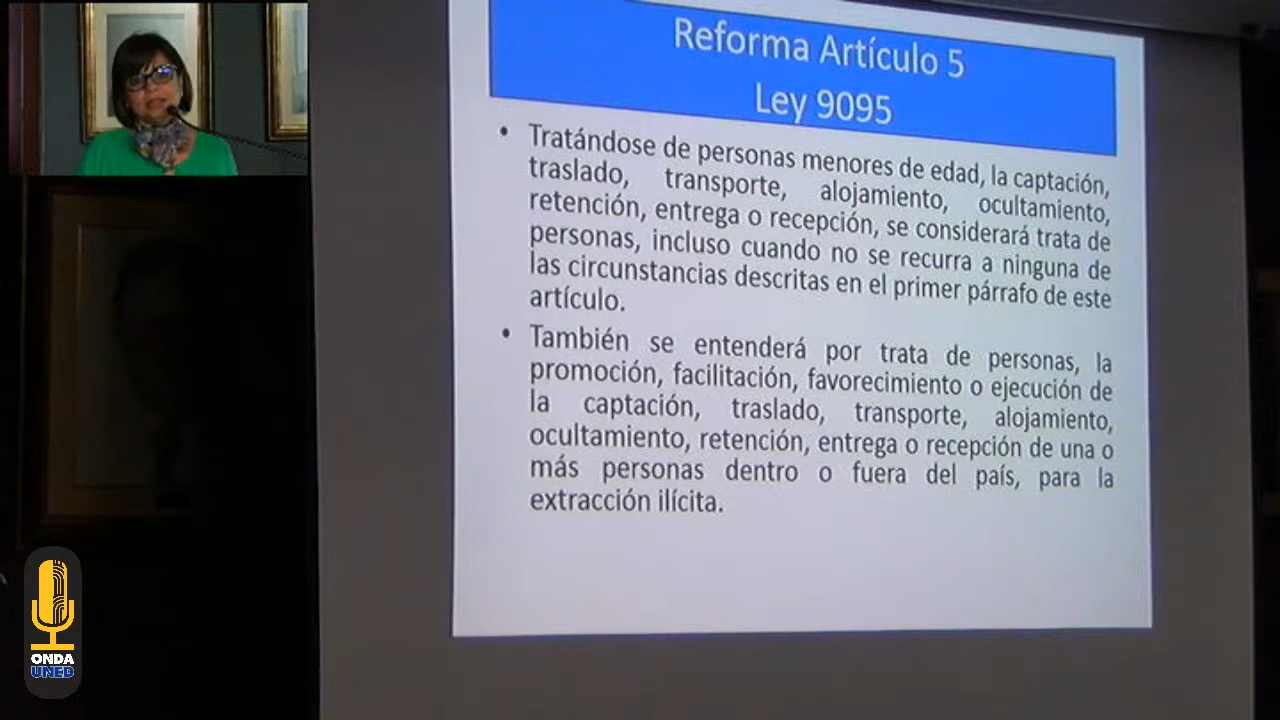 Reforma Artículo 5
Ley 9095
• Tratándose de personas menores de edad, la captación,
traslado, transporte, alojamiento, ocultamiento,
retención, entrega o recepción, se considerará trata de
personas, incluso cuando no se recurra a ninguna de
las circunstancias descritas en el primer párrafo de este
artículo.
• También se entenderá por trata de personas, la
promoción, facilitación, favorecimiento o ejecución de
la captación, traslado, transporte, alojamiento,
ocultamiento, retención, entrega o recepción de una o
más personas dentro o fuera del país, para la
extracción ilícita.
ONDA
UNED